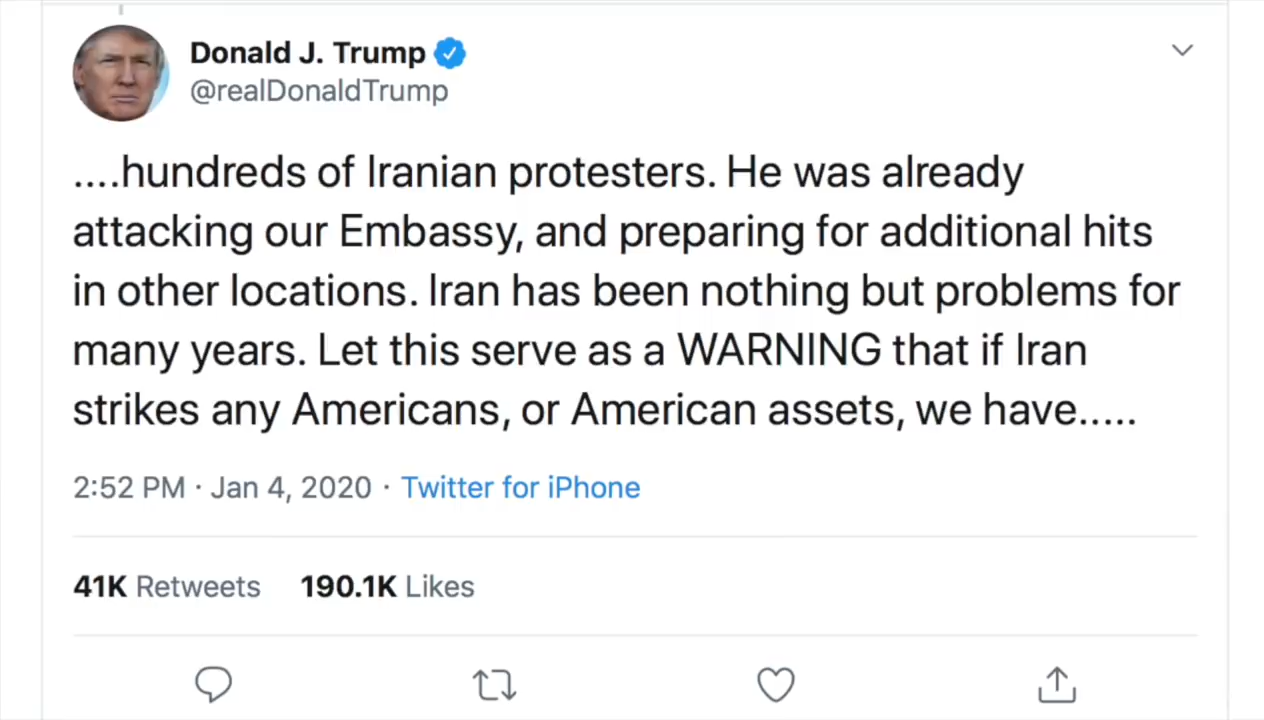 Donald J. Trump
@realDonaldTrump
....hundreds of Iranian protesters. He was already
attacking our Embassy, and preparing for additional hits
in other locations. Iran has been nothing but problems for
many years. Let this serve as a WARNING that if Iran
strikes any Americans, or American assets, we have.....
2:52 PM · Jan 4, 2020 · Twitter for iPhone
41K Retweets 190.1K Likes